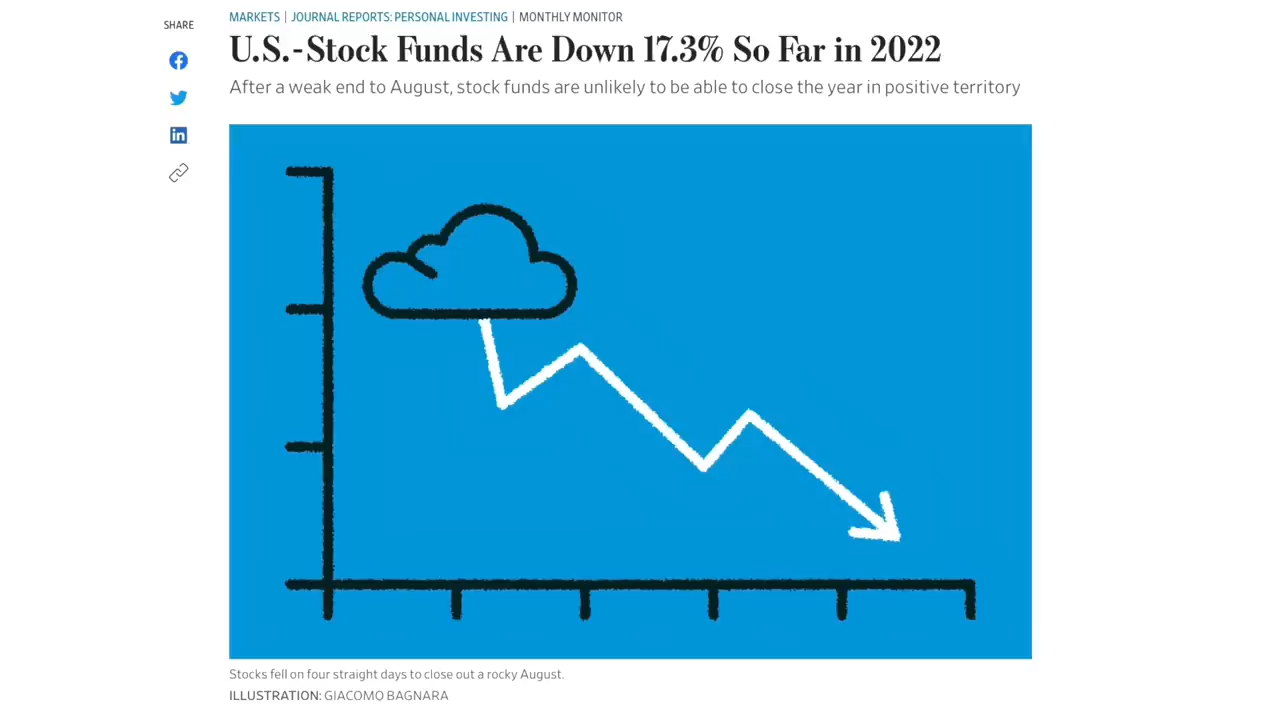 SHARE
MARKETS | JOURNAL REPORTS: PERSONAL INVESTING | MONTHLY MONITOR
U.S.-Stock Funds Are Down 17.3% So Far in 2022
After a weak end to August, stock funds are unlikely to be able to close the year in positive territory
Stocks fell on four straight days to close out a rocky August.
ILLUSTRATION: GIACOMO BAGNARA